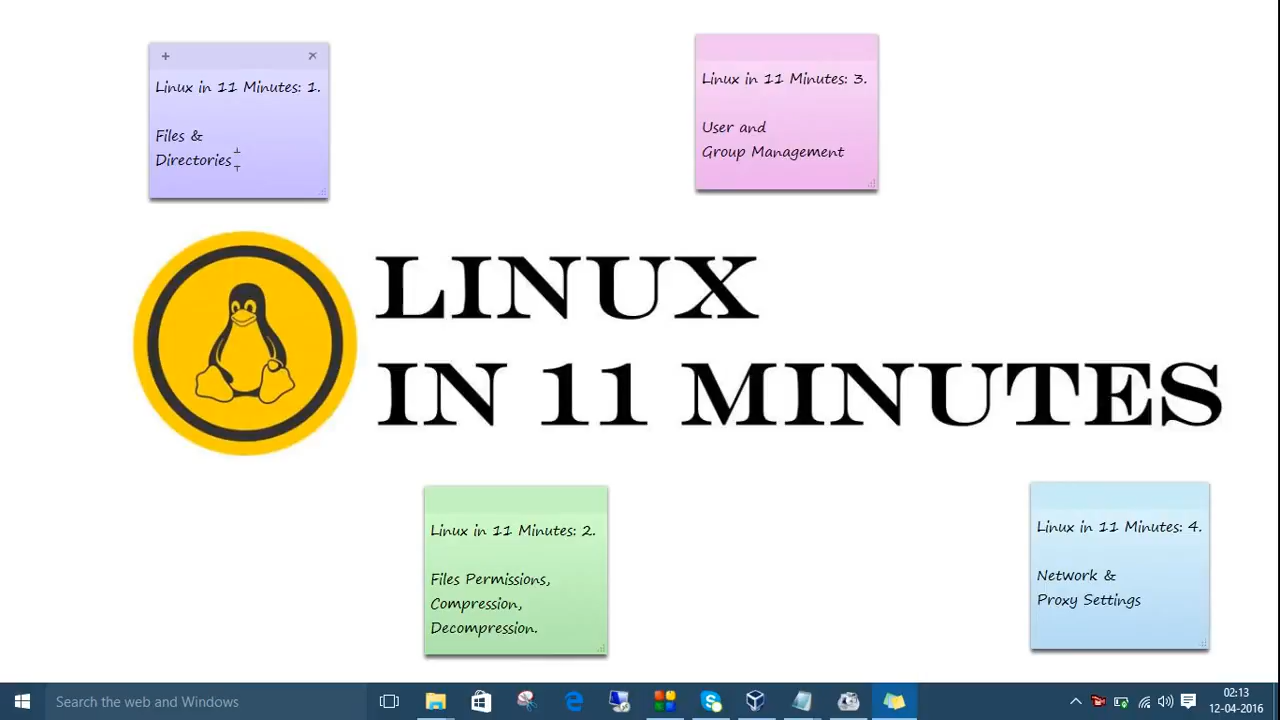 Linux in 11 Minutes: 1.
Files &
Directories
Linux in 11 Minutes: 3.
User and
Group Management
LINUX
IN 11 MINUTES
Linux in 11 Minutes: 2.
Files Permissions,
Compression,
Decompression.
Linux in 11 Minutes: 4.
Network &
Proxy Settings
Search the web and Windows
02:13
12-04-2016